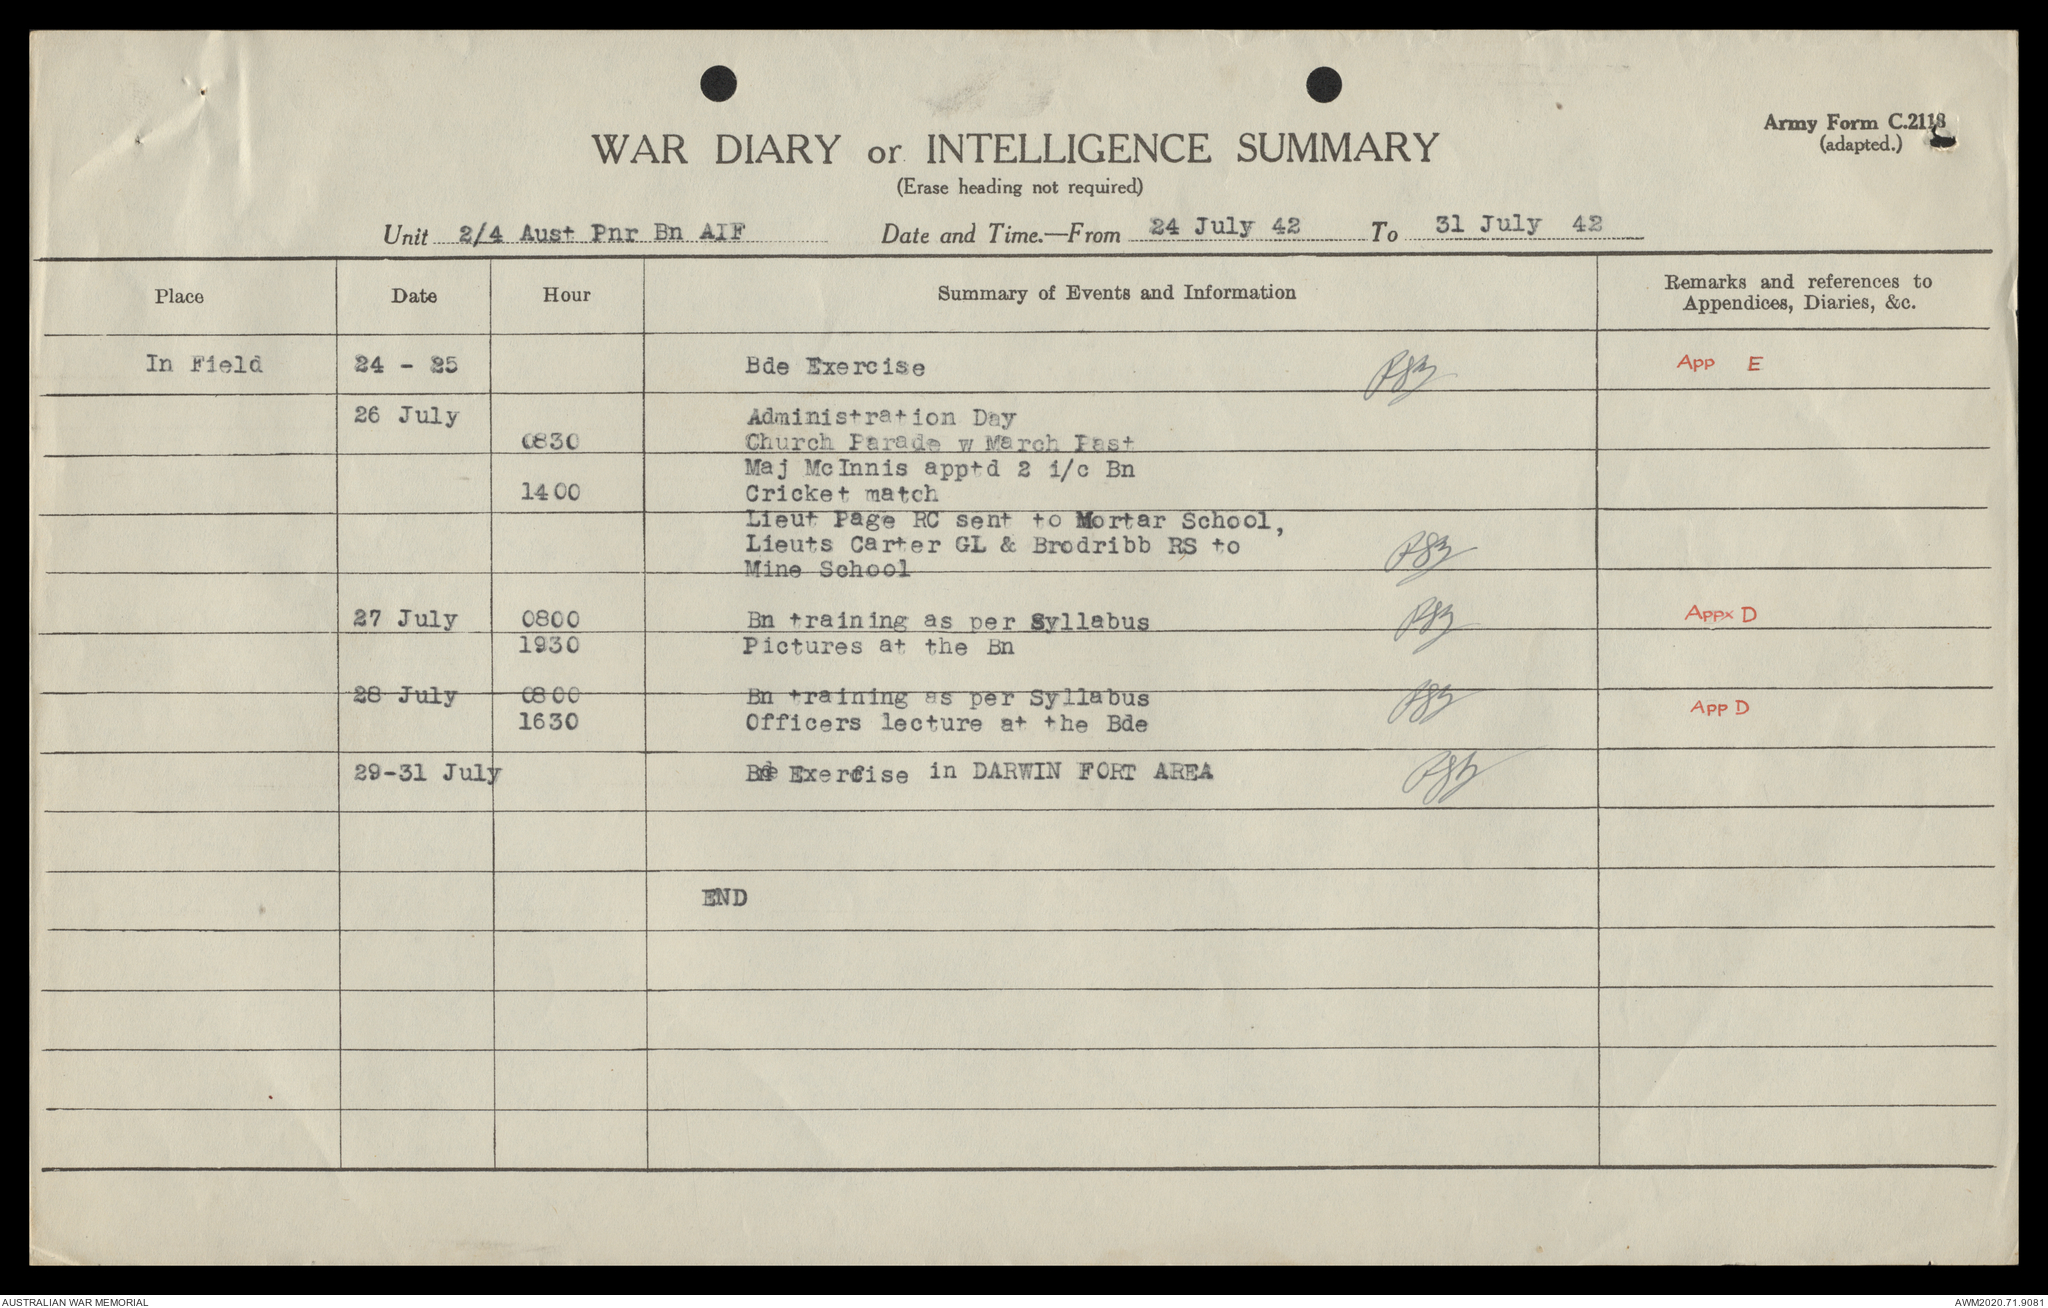 Army Form C.2118
(adapted.)
WAR DIARY or INTELLIGENCE SUMMARY
(Erase heading not required)
Unit 2/4 Aust Pnr Bn AIF Date and Time.—From 24 July 42 To 31 July 42
Place Date Hour Summary of Events and Information Remarks and references to
Appendices, Diaries, &c.
In Field 24 - 25 Bde Exercise App E
26 July Administration Day
0830 Church Parade w March Past
Maj McInnis apptd 2 i/c Bn
1400 Cricket match
Lieut Page RC sent to Mortar School,
Lieuts Carter GL & Brodribb RS to
Mine School
27 July 0800 Bn training as per Syllabus Appx D
1930 Pictures at the Bn
28 July 0800 Bn training as per Syllabus App D
1630 Officers lecture at the Bde
29-31 July Bde Exercise in DARWIN FORT AREA
END
AUSTRALIAN WAR MEMORIAL AWM2020.71.9081